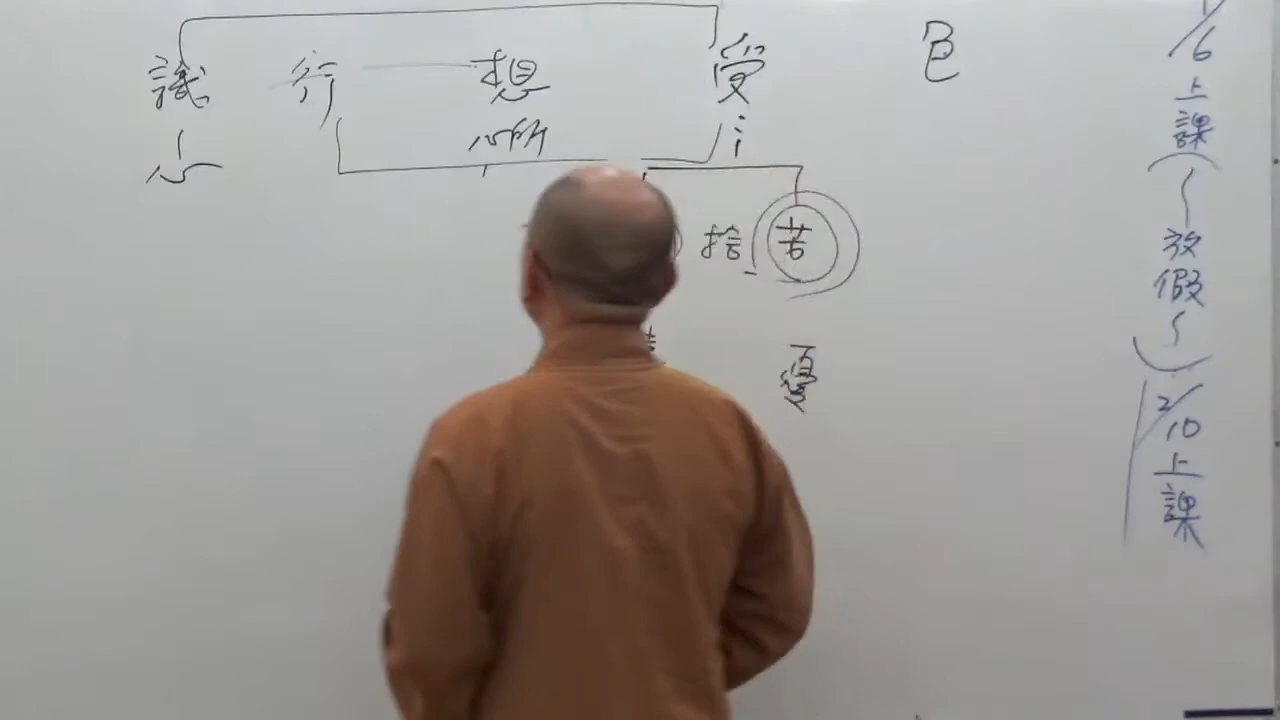 1/6上課(~放假~)2/10上課
色
受
想
行
識
心所
心
苦
捨
憂